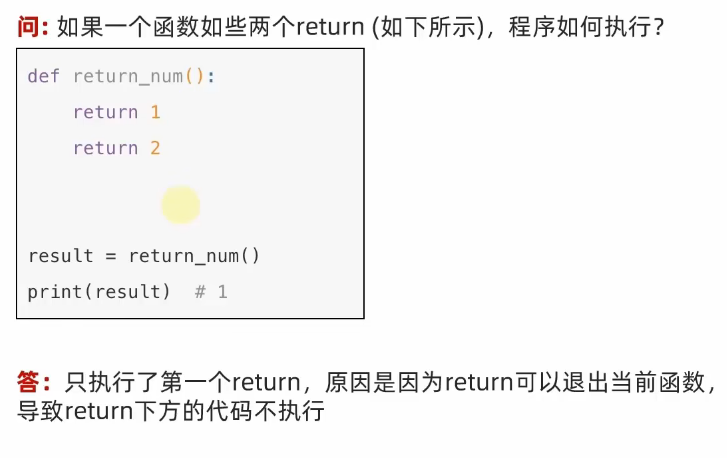 问: 如果一个函数如些两个return (如下所示)，程序如何执行？
def return_num():
    return 1
    return 2
result = return_num()
print(result)  # 1
答：只执行了第一个return，原因是因为return可以退出当前函数，
导致return下方的代码不执行